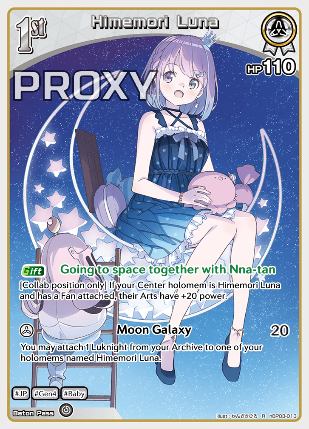 Himemori Luna
1st
HP110
PROXY
Gift Going to space together with Nna-tan
[Collab position only] If your Center holomem is Himemori Luna
and has a Fan attached, their Arts have +20 power.
Moon Galaxy 20
You may attach 1 Luknight from your Archive to one of your
holomems named Himemori Luna.
#JP #Gen4 #Baby
Baton Pass